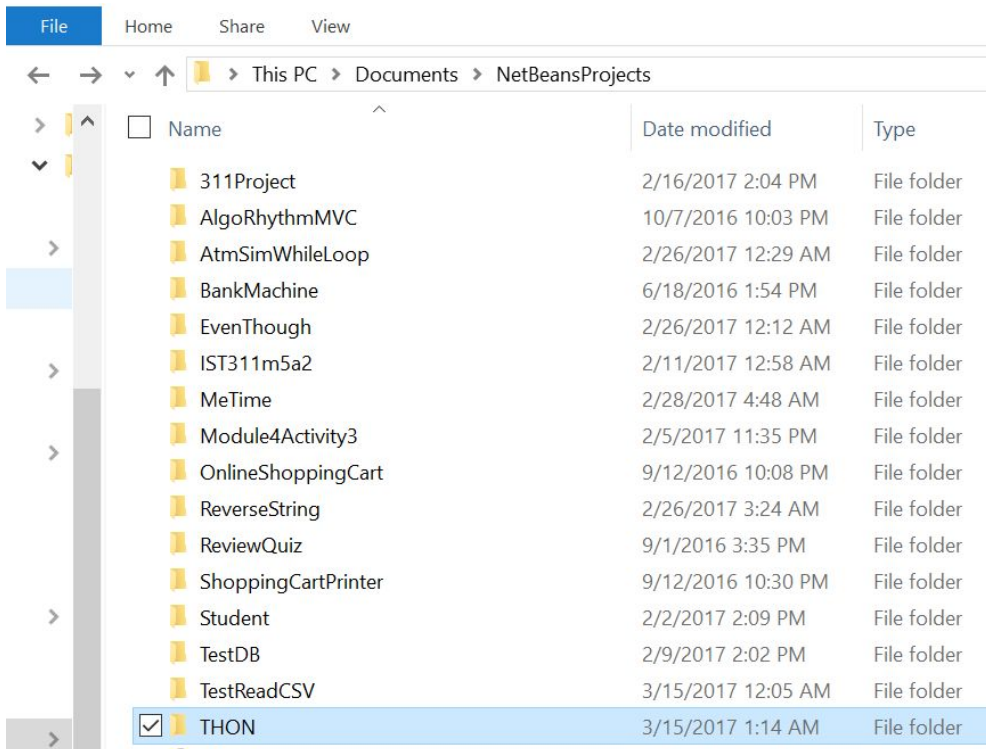 File Home Share View
This PC > Documents > NetBeansProjects
Name Date modified Type
311Project 2/16/2017 2:04 PM File folder
AlgoRhythmMVC 10/7/2016 10:03 PM File folder
AtmSimWhileLoop 2/26/2017 12:29 AM File folder
BankMachine 6/18/2016 1:54 PM File folder
EvenThough 2/26/2017 12:12 AM File folder
IST311m5a2 2/11/2017 12:58 AM File folder
MeTime 2/28/2017 4:48 AM File folder
Module4Activity3 2/5/2017 11:35 PM File folder
OnlineShoppingCart 9/12/2016 10:08 PM File folder
ReverseString 2/26/2017 3:24 AM File folder
ReviewQuiz 9/1/2016 3:35 PM File folder
ShoppingCartPrinter 9/12/2016 10:30 PM File folder
Student 2/2/2017 2:09 PM File folder
TestDB 2/9/2017 2:02 PM File folder
TestReadCSV 3/15/2017 12:05 AM File folder
THON 3/15/2017 1:14 AM File folder